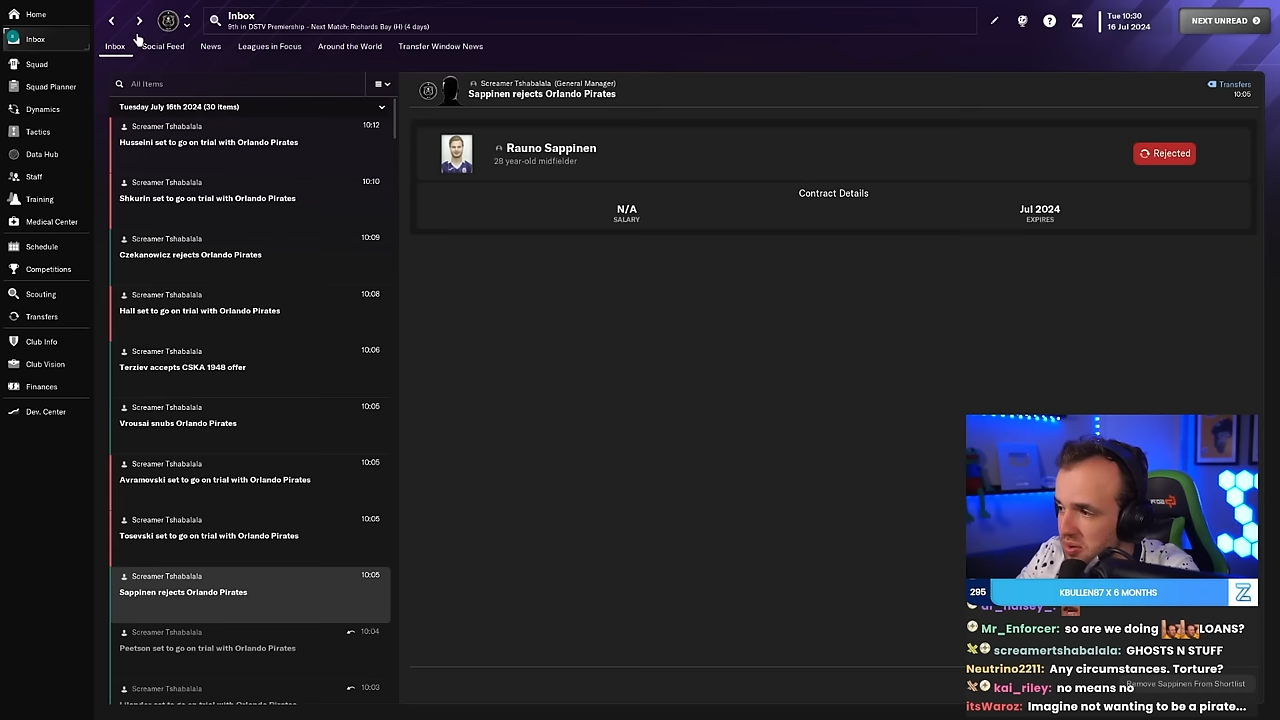 Home
Inbox
Squad
Squad Planner
Dynamics
Tactics
Data Hub
Staff
Training
Medical Center
Schedule
Competitions
Scouting
Transfers
Club Info
Club Vision
Finances
Dev. Center
Inbox
9th in DSTV Premiership - Next Match: Richards Bay (H) (4 days)
Tue 10:30
16 Jul 2024
NEXT UNREAD
Inbox
Social Feed
News
Leagues in Focus
Around the World
Transfer Window News
All Items
Tuesday July 16th 2024 (30 items)
Screamer Tshabalala 10:12
Husseini set to go on trial with Orlando Pirates
Screamer Tshabalala 10:10
Shkurin set to go on trial with Orlando Pirates
Screamer Tshabalala 10:09
Czekanowicz rejects Orlando Pirates
Screamer Tshabalala 10:08
Hall set to go on trial with Orlando Pirates
Screamer Tshabalala 10:06
Terziev accepts CSKA 1948 offer
Screamer Tshabalala 10:05
Vrousai snubs Orlando Pirates
Screamer Tshabalala 10:05
Avramovski set to go on trial with Orlando Pirates
Screamer Tshabalala 10:05
Tosevski set to go on trial with Orlando Pirates
Screamer Tshabalala 10:05
Sappinen rejects Orlando Pirates
Screamer Tshabalala 10:04
Peetson set to go on trial with Orlando Pirates
Screamer Tshabalala 10:03
set to go on trial with Orlando Pirates
Screamer Tshabalala (General Manager)
Sappinen rejects Orlando Pirates
Transfers
10:05
Rauno Sappinen
28 year-old midfielder
Rejected
Contract Details
N/A
SALARY
Jul 2024
EXPIRES
295
KBULLEN87 X 6 MONTHS
Z
Mr_Enforcer: so are we doing LOANS?
screamertshabalala: GHOSTS N STUFF
Neutrino2211: Any circumstances. Torture?
kai_riley: no means no
Remove Sappinen From Shortlist
itsWaroz: Imagine not wanting to be a pirate...